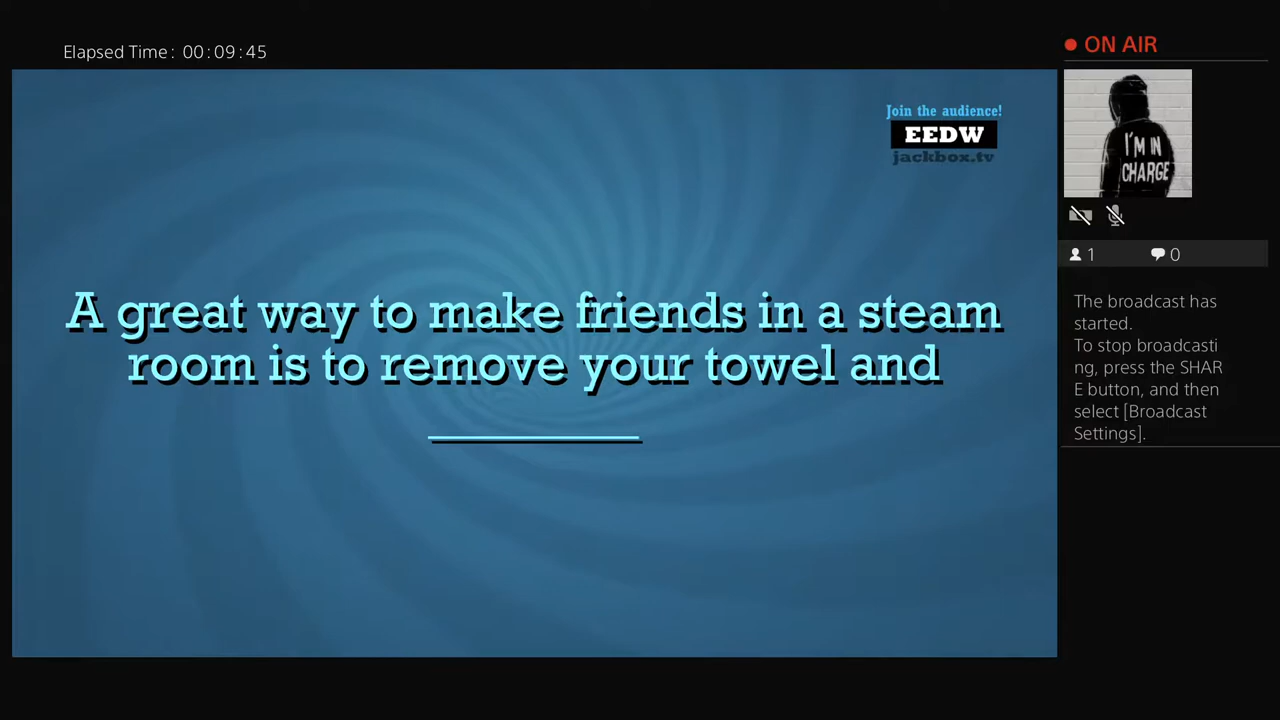 Elapsed Time: 00:09:45
ON AIR
Join the audience!
EEDW
jackbox.tv
I'M IN
CHARGE
1
0
A great way to make friends in a steam
room is to remove your towel and
The broadcast has
started.
To stop broadcasti
ng, press the SHAR
E button, and then
select [Broadcast
Settings].